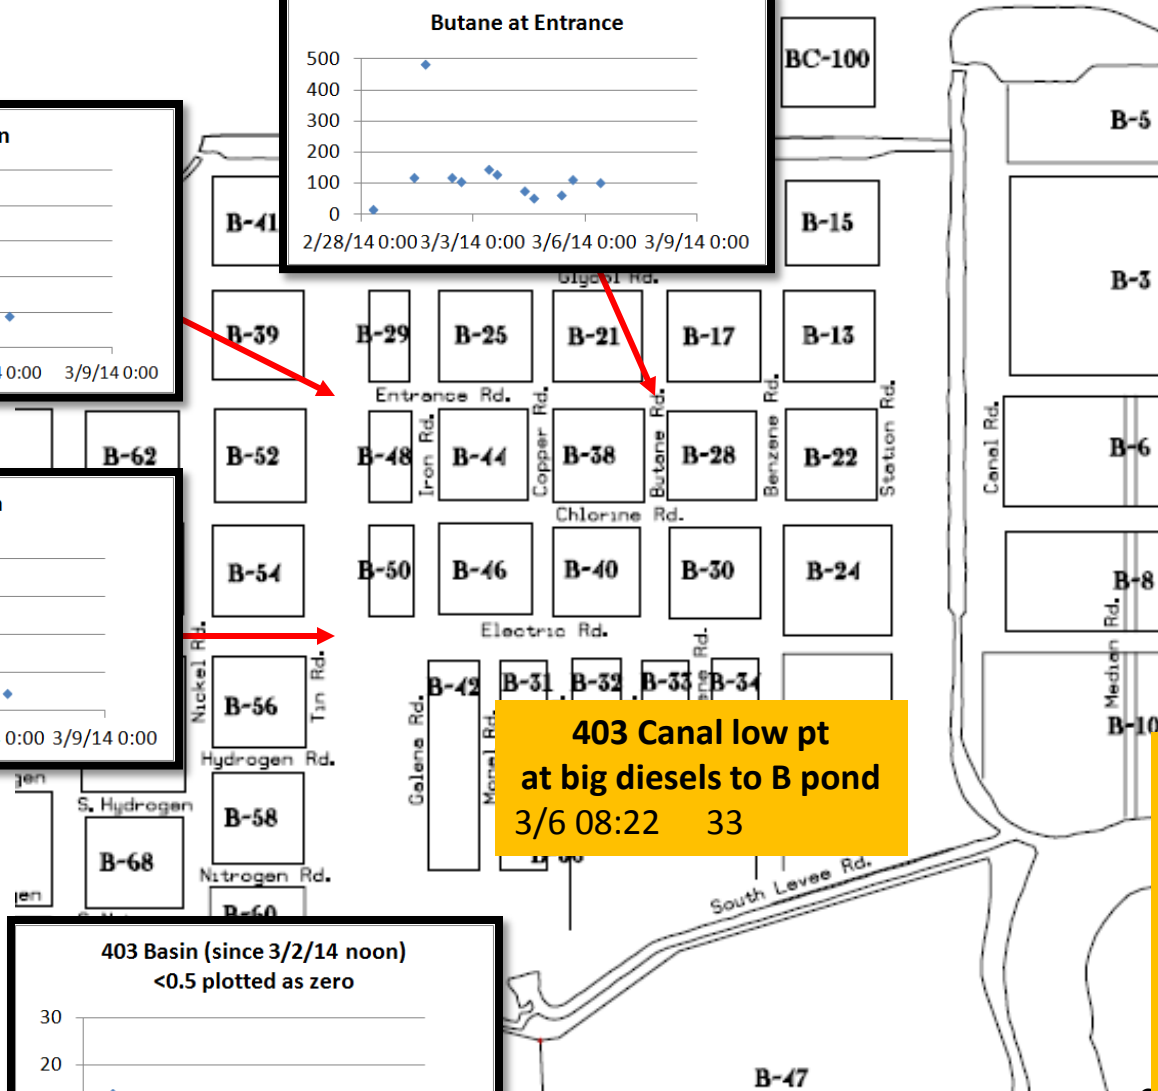 Butane at Entrance
500
400
300
200
100
0
2/28/14 0:00 3/3/14 0:00 3/6/14 0:00 3/9/14 0:00
BC-100
B-5
n
0:00 3/9/14 0:00
B-41
B-15
B-3
Glycol Rd.
B-39
B-29
B-25
B-21
B-17
B-13
Entrance Rd.
Iron Rd.
Copper Rd.
Butane Rd.
Benzene Rd.
Station Rd.
Canal Rd.
B-62
B-52
B-48
B-44
B-38
B-28
B-22
B-6
Chlorine Rd.
B-54
B-50
B-46
B-40
B-30
B-24
B-8
Electric Rd.
0:00 3/9/14 0:00
Nickel Rd.
Tin Rd.
Median Rd.
B-56
B-42
B-31
B-32
B-33
B-34
ene Rd.
B-10
Galena Rd.
Monel Rd.
403 Canal low pt
at big diesels to B pond
3/6 08:22 33
Hydrogen Rd.
gen
S. Hydrogen
B-58
B-68
Nitrogen Rd.
gen
B-60
South Levee Rd.
403 Basin (since 3/2/14 noon)
<0.5 plotted as zero
30
20
B-47